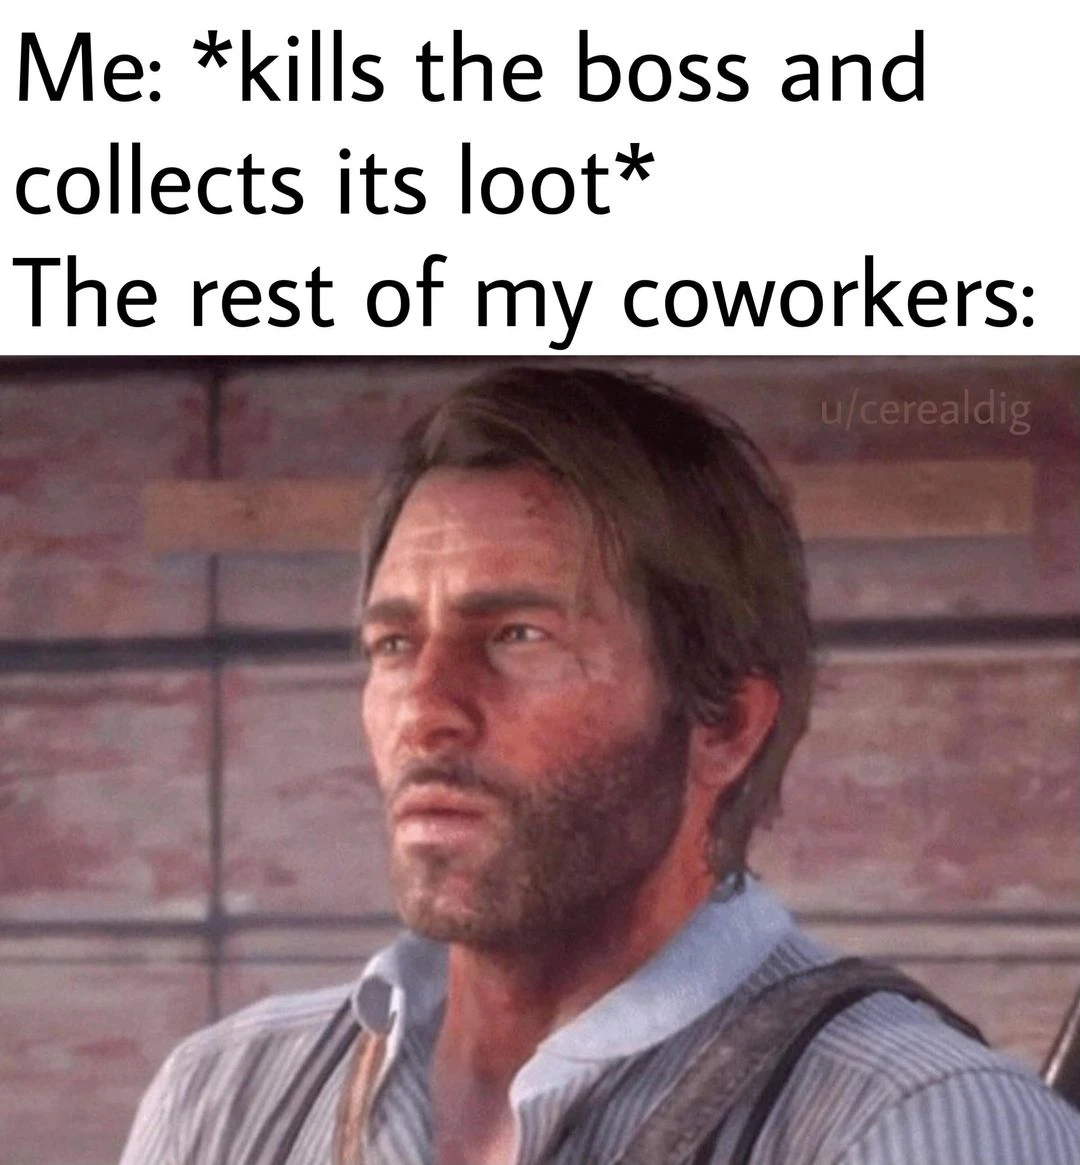 Me: *kills the boss and
collects its loot*
The rest of my coworkers:
u/cerealdig